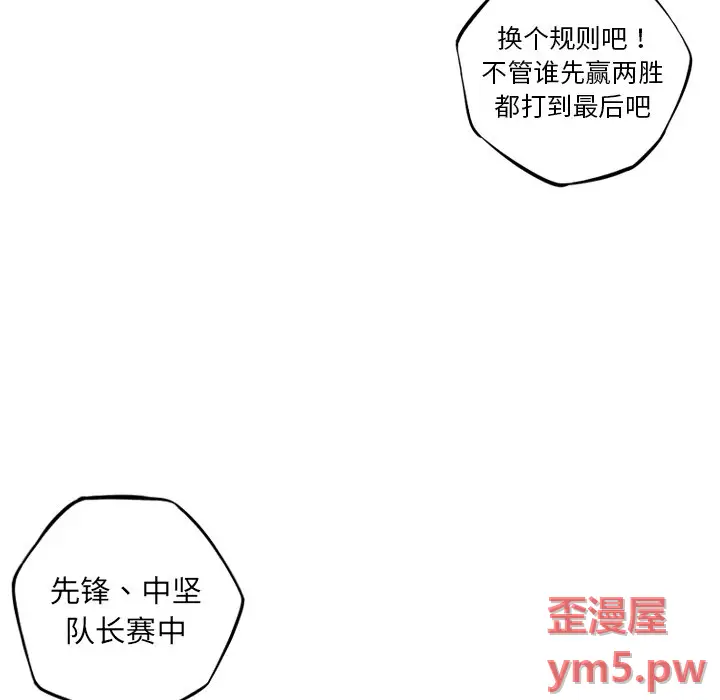 换个规则吧！
不管谁先赢两胜
都打到最后吧
先锋、中坚
队长赛中
歪漫屋
ym5.pw